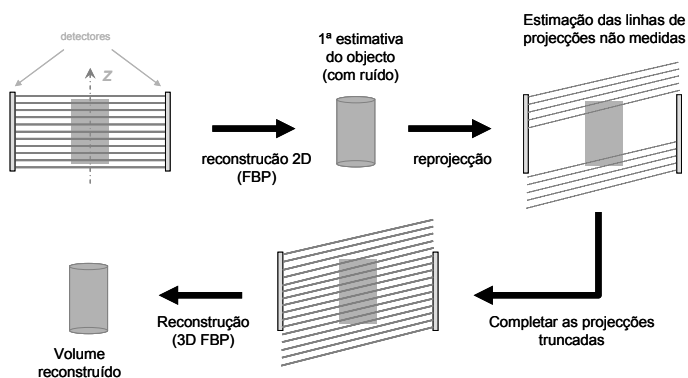 detectores
Z
reconstrucão 2D
(FBP)
1ª estimativa
do objecto
(com ruído)
reprojecção
Estimação das linhas de
projecções não medidas
Completar as projecções
truncadas
Reconstrução
(3D FBP)
Volume
reconstruído